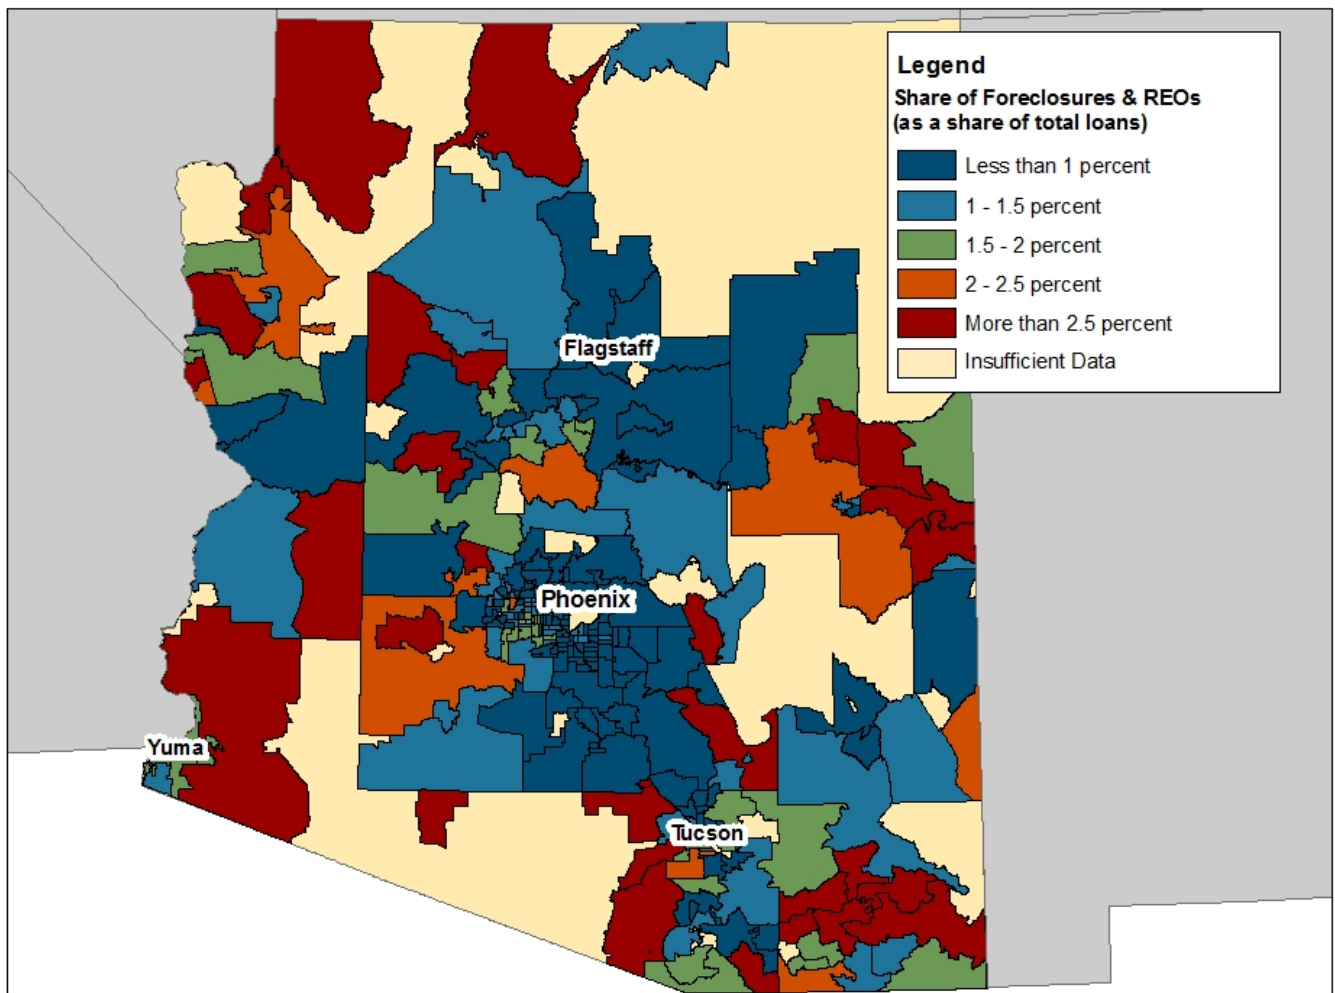 Legend
Share of Foreclosures & REOs
(as a share of total loans)
Less than 1 percent
1 - 1.5 percent
1.5 - 2 percent
2 - 2.5 percent
More than 2.5 percent
Insufficient Data
Flagstaff
Phoenix
Yuma
Tucson